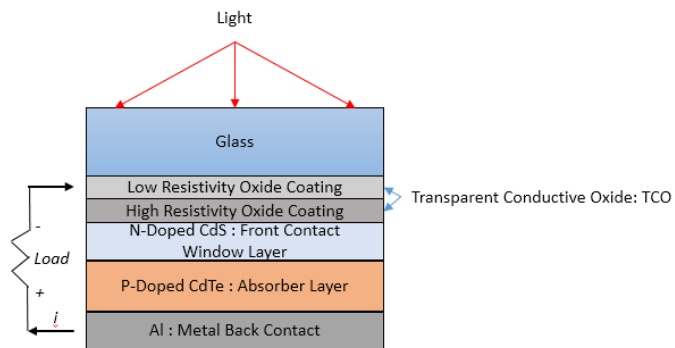 Light
Glass
Low Resistivity Oxide Coating
High Resistivity Oxide Coating
Transparent Conductive Oxide: TCO
N-Doped CdS : Front Contact
Window Layer
-
Load
+
P-Doped CdTe : Absorber Layer
i
Al : Metal Back Contact